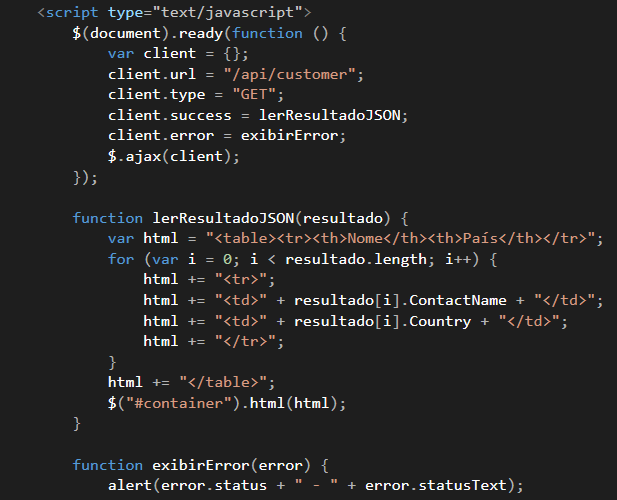 <script type="text/javascript">
$(document).ready(function () {
var client = {};
client.url = "/api/customer";
client.type = "GET";
client.success = lerResultadoJSON;
client.error = exibirError;
$.ajax(client);
});
function lerResultadoJSON(resultado) {
var html = "<table><tr><th>Nome</th><th>País</th></tr>";
for (var i = 0; i < resultado.length; i++) {
html += "<tr>";
html += "<td>" + resultado[i].ContactName + "</td>";
html += "<td>" + resultado[i].Country + "</td>";
html += "</tr>";
}
html += "</table>";
$("#container").html(html);
}
function exibirError(error) {
alert(error.status + " - " + error.statusText);